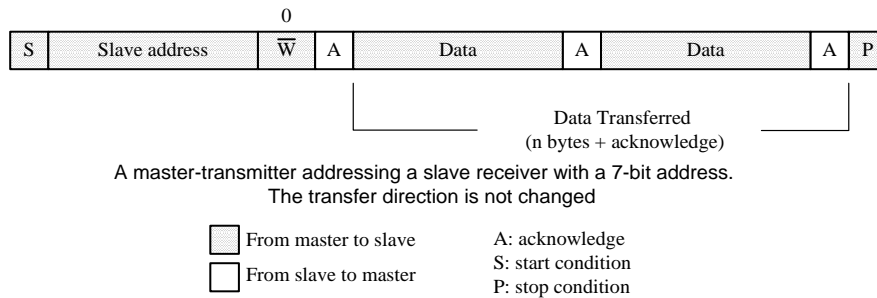 0
S Slave address W̅ A Data A Data A P
Data Transferred
(n bytes + acknowledge)
A master-transmitter addressing a slave receiver with a 7-bit address.
The transfer direction is not changed
From master to slave
From slave to master
A: acknowledge
S: start condition
P: stop condition